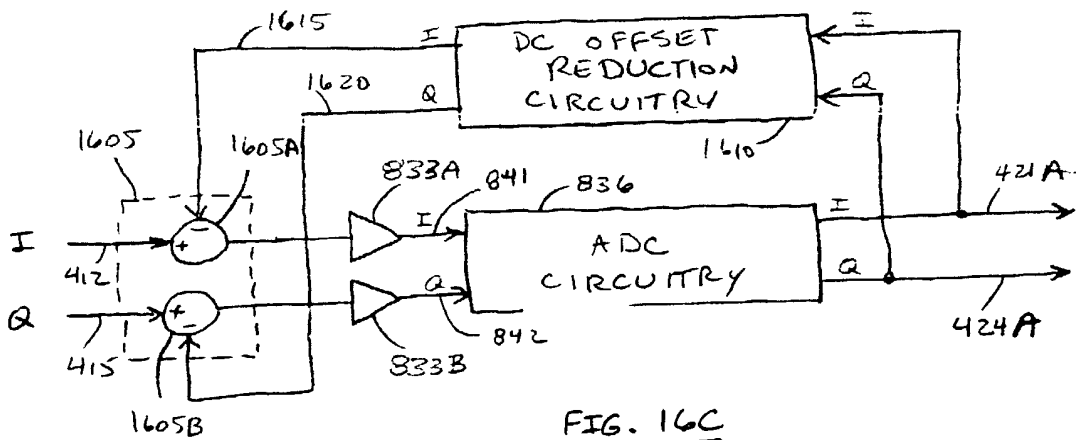 1615
I
DC OFFSET
REDUCTION
CIRCUITRY
I
1620
Q
Q
1605
1605A
1610
833A
841
836
421A
I
+
-
I
I
412
ADC
CIRCUITRY
Q
+
-
Q
Q
415
842
424A
833B
1605B
FIG. 16C